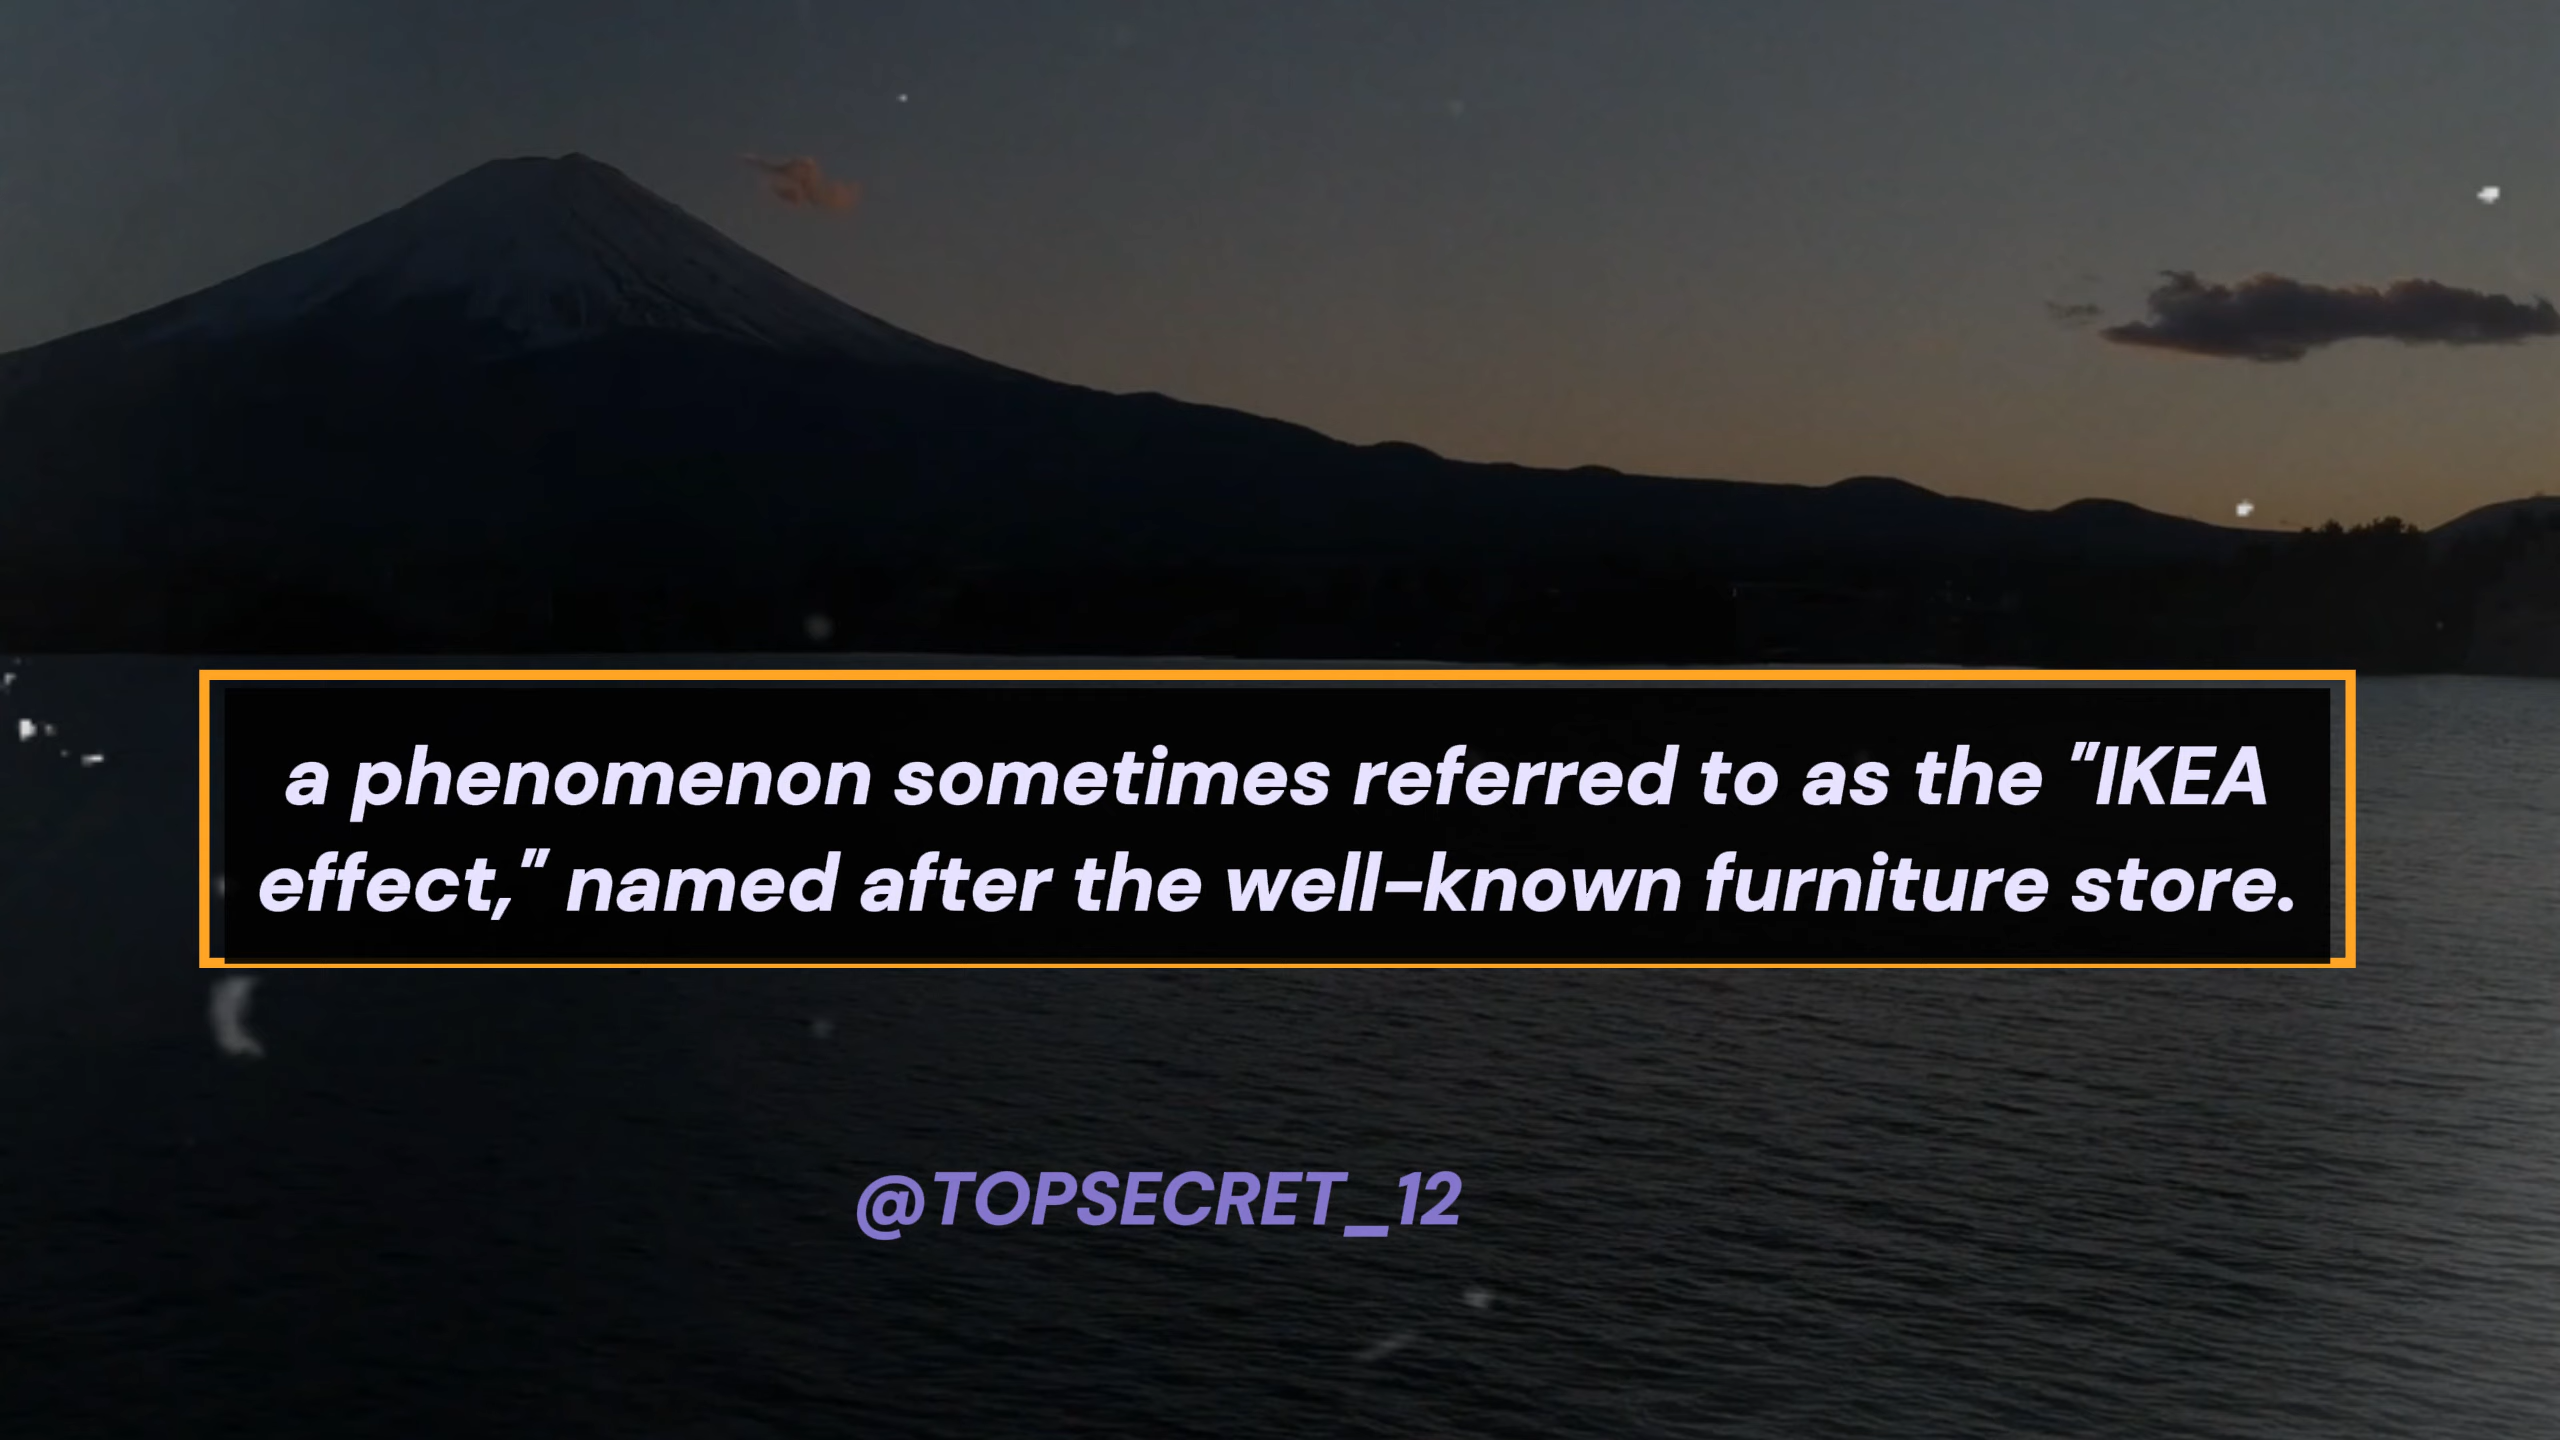 a phenomenon sometimes referred to as the "IKEA
effect," named after the well-known furniture store.
@TOPSECRET_12